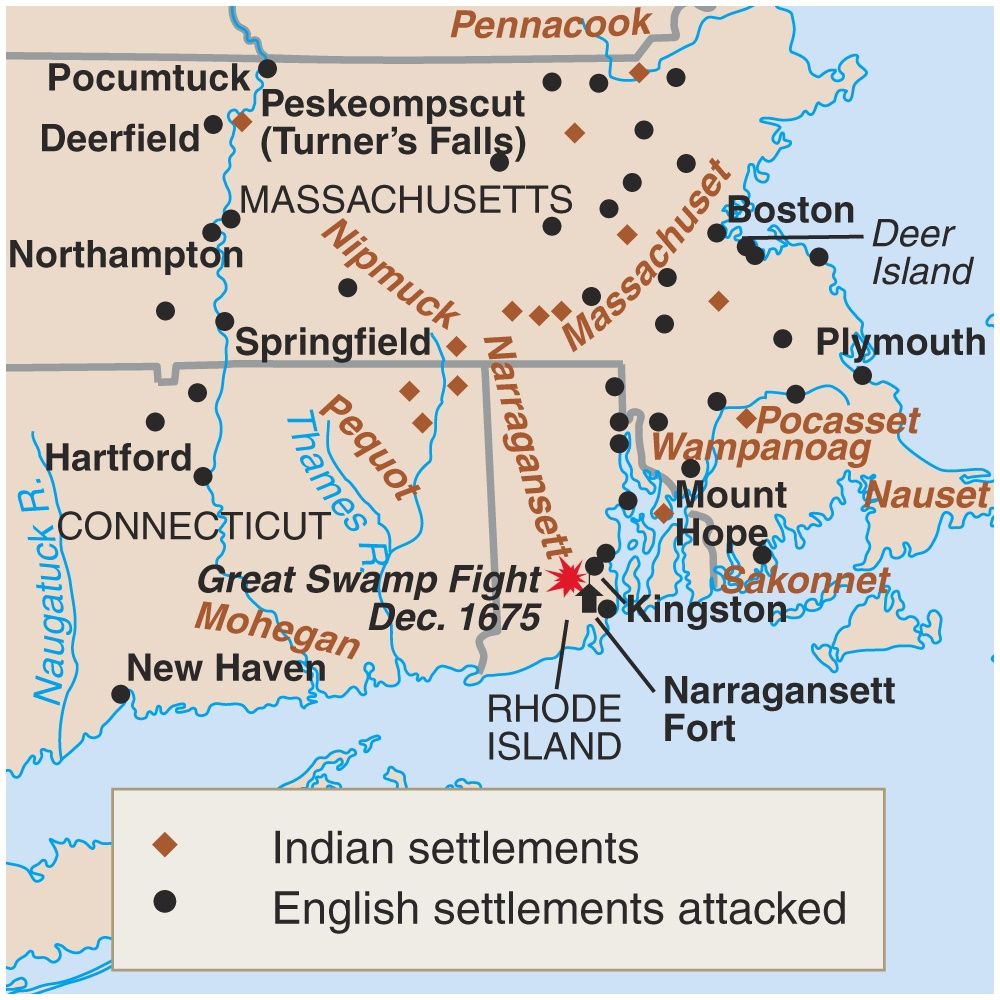 Pennacook
Pocumtuck
Peskeompscut
(Turner's Falls)
Deerfield
MASSACHUSETTS
Massachuset
Boston
Deer
Island
Northampton
Nipmuck
Springfield
Plymouth
Narragansett
Pequot
Thames R.
Pocasset
Wampanoag
Hartford
Naugatuck R.
Mount
Hope
Nauset
CONNECTICUT
Great Swamp Fight
Dec. 1675
Sakonnet
Kingston
Mohegan
New Haven
Narragansett
Fort
RHODE
ISLAND
Indian settlements
English settlements attacked